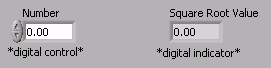 Number
Square Root Value
0.00
0.00
*digital control*
*digital indicator*